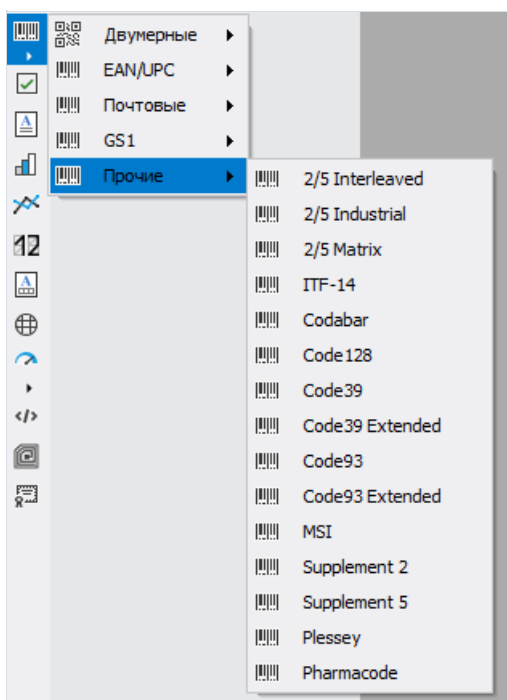 Двумерные
EAN/UPC
Почтовые
GS1
Прочие
2/5 Interleaved
2/5 Industrial
2/5 Matrix
ITF-14
Codabar
Code128
Code39
Code39 Extended
Code93
Code93 Extended
MSI
Supplement 2
Supplement 5
Plessey
Pharmacode
A
12
A
</>